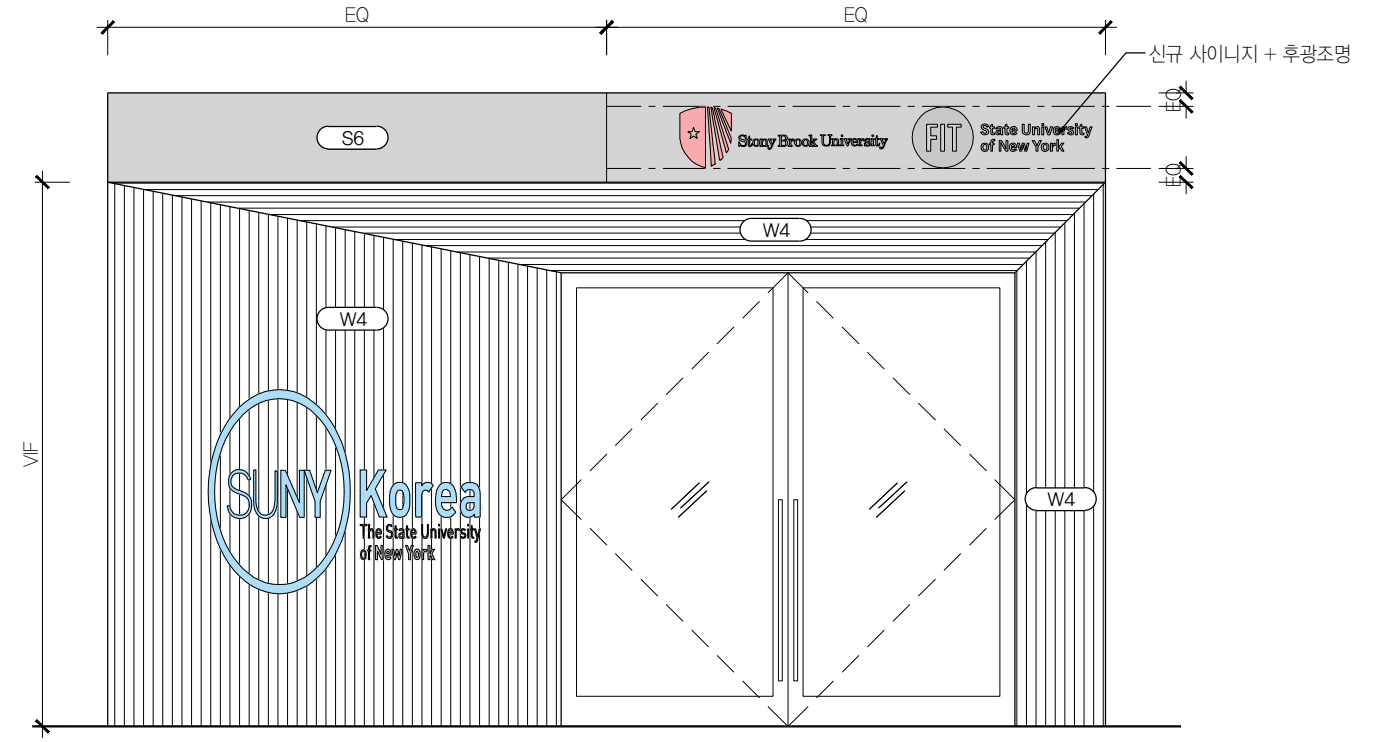 EQ
EQ
신규 사이니지 + 후광조명
EQ
S6
Stony Brook University
FIT
State University
of New York
EQ
W4
W4
VIF
SUNY
Korea
The State University
of New York
W4